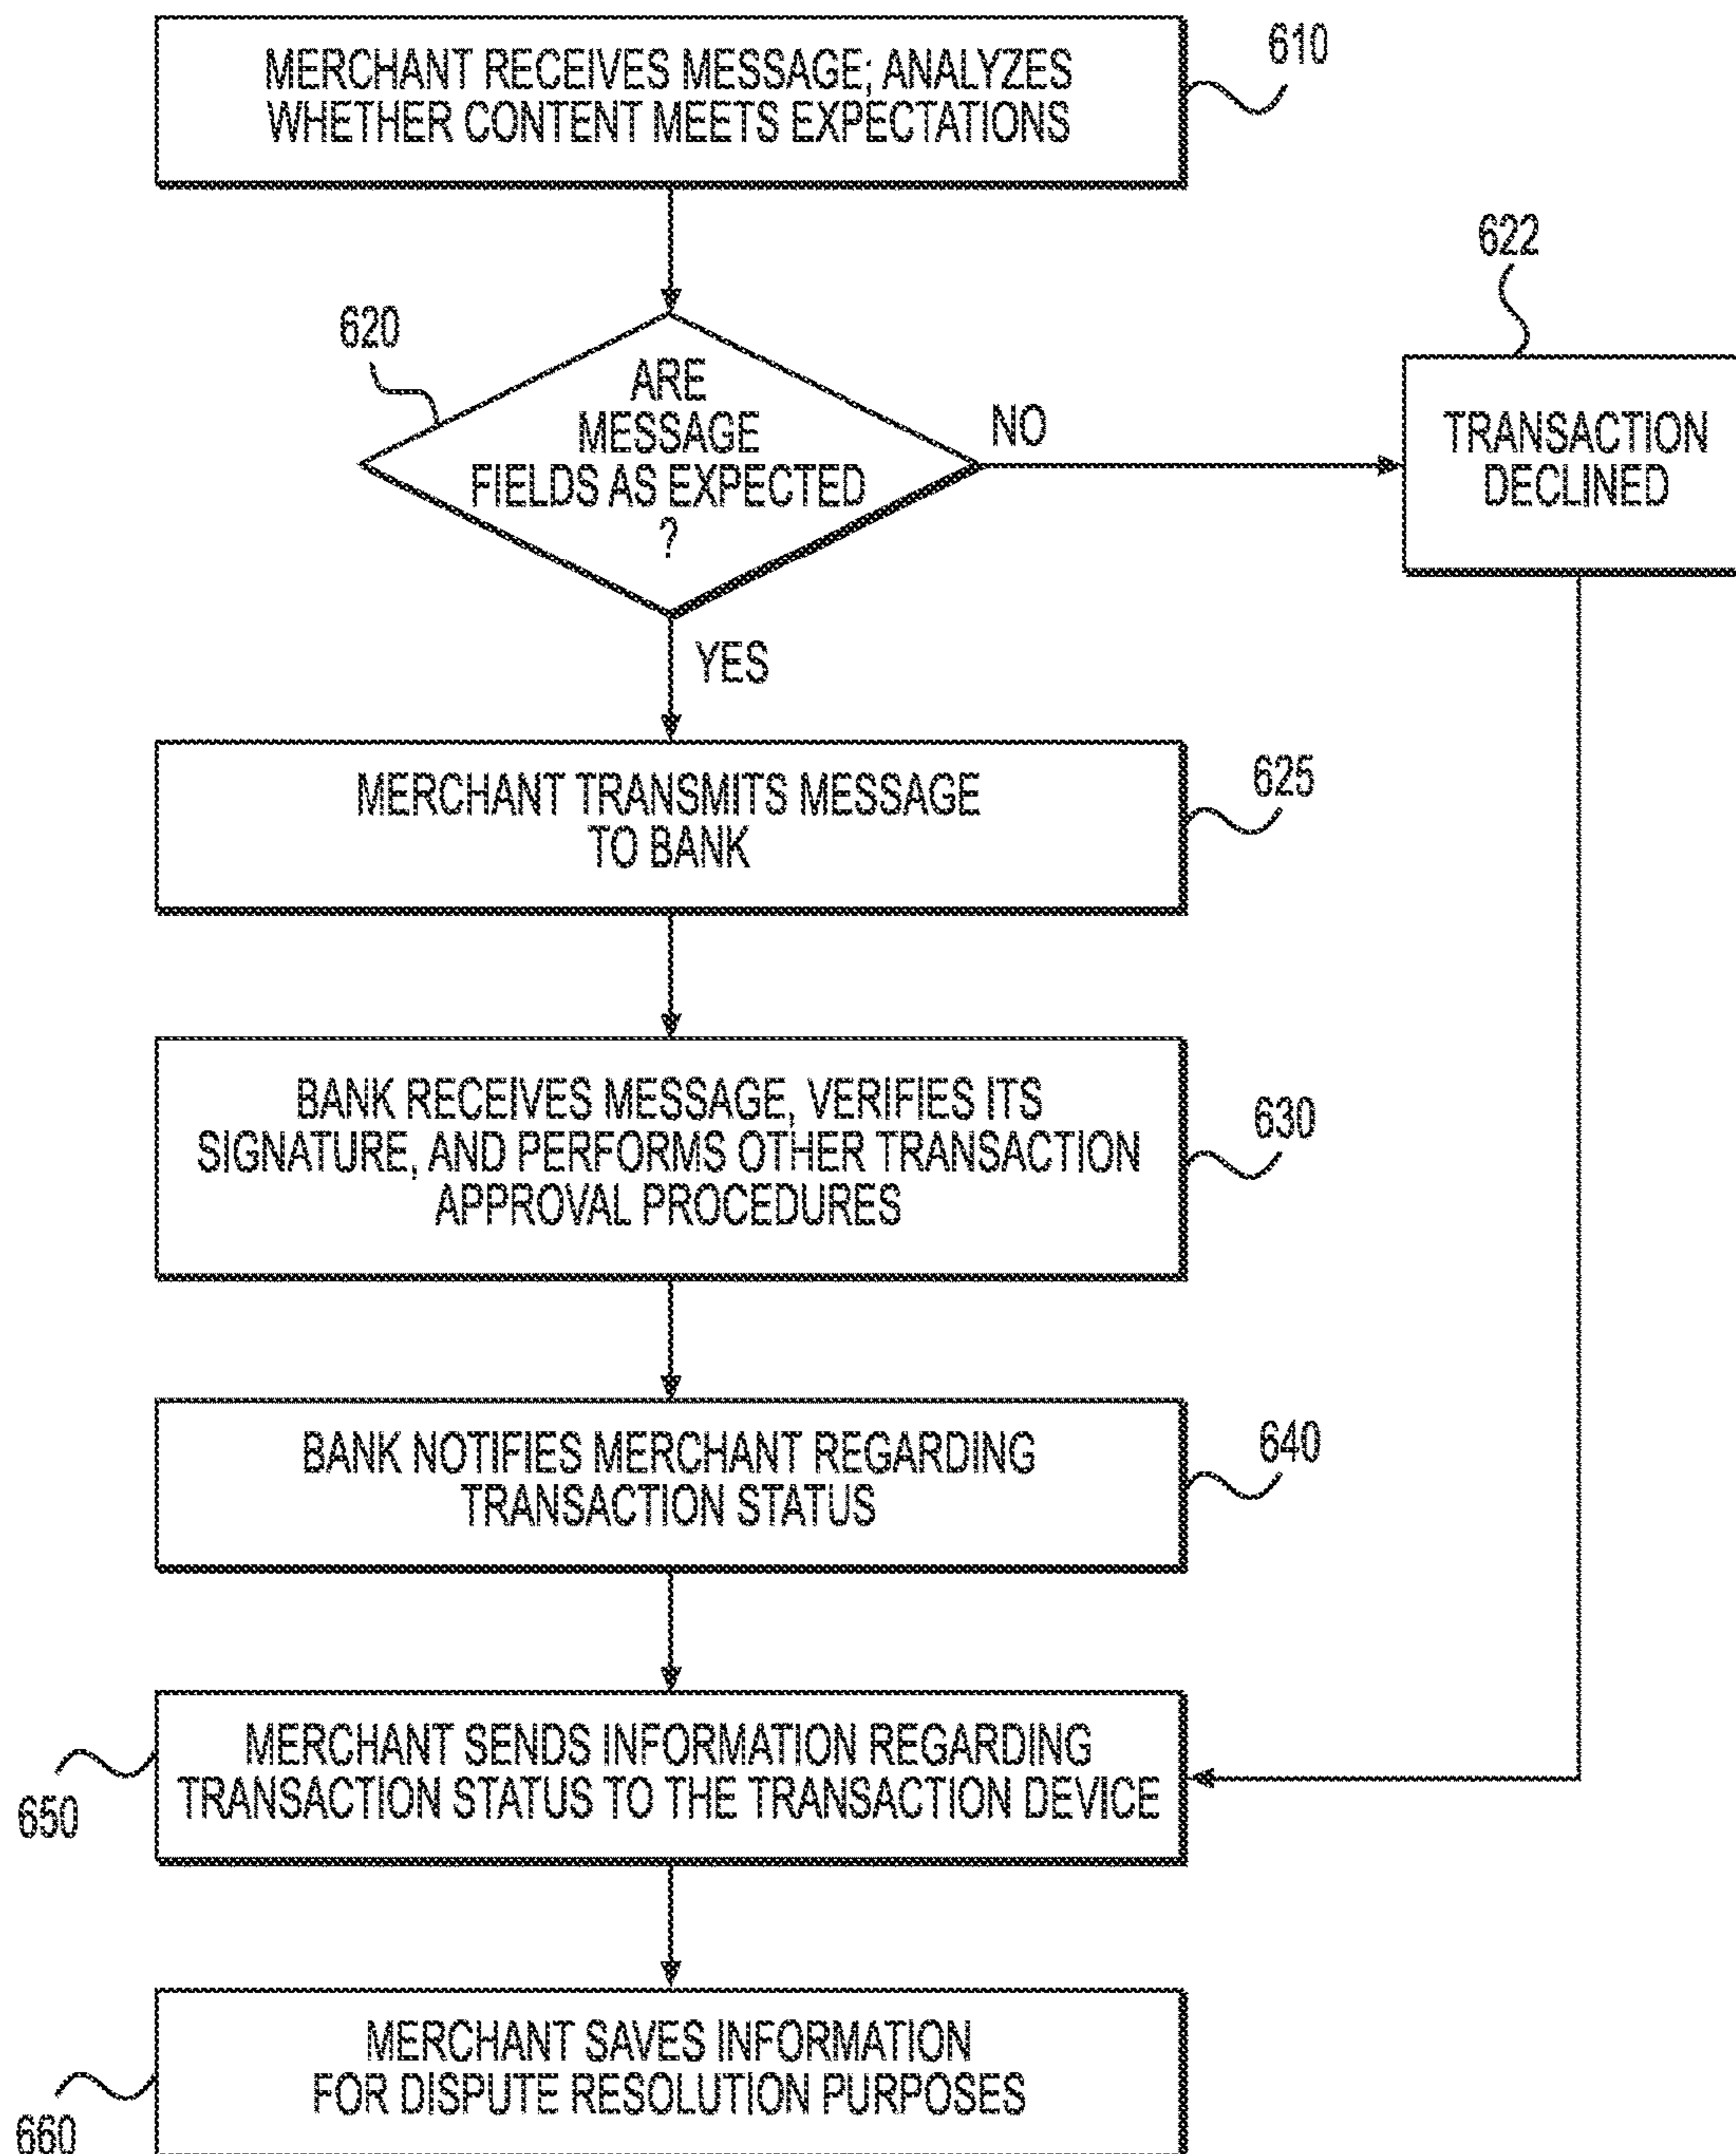 MERCHANT RECEIVES MESSAGE; ANALYZES
WHETHER CONTENT MEETS EXPECTATIONS
610
620
ARE
MESSAGE
FIELDS AS EXPECTED
?
NO
622
TRANSACTION
DECLINED
YES
MERCHANT TRANSMITS MESSAGE
TO BANK
625
BANK RECEIVES MESSAGE, VERIFIES ITS
SIGNATURE, AND PERFORMS OTHER TRANSACTION
APPROVAL PROCEDURES
630
BANK NOTIFIES MERCHANT REGARDING
TRANSACTION STATUS
640
MERCHANT SENDS INFORMATION REGARDING
TRANSACTION STATUS TO THE TRANSACTION DEVICE
650
MERCHANT SAVES INFORMATION
FOR DISPUTE RESOLUTION PURPOSES
660